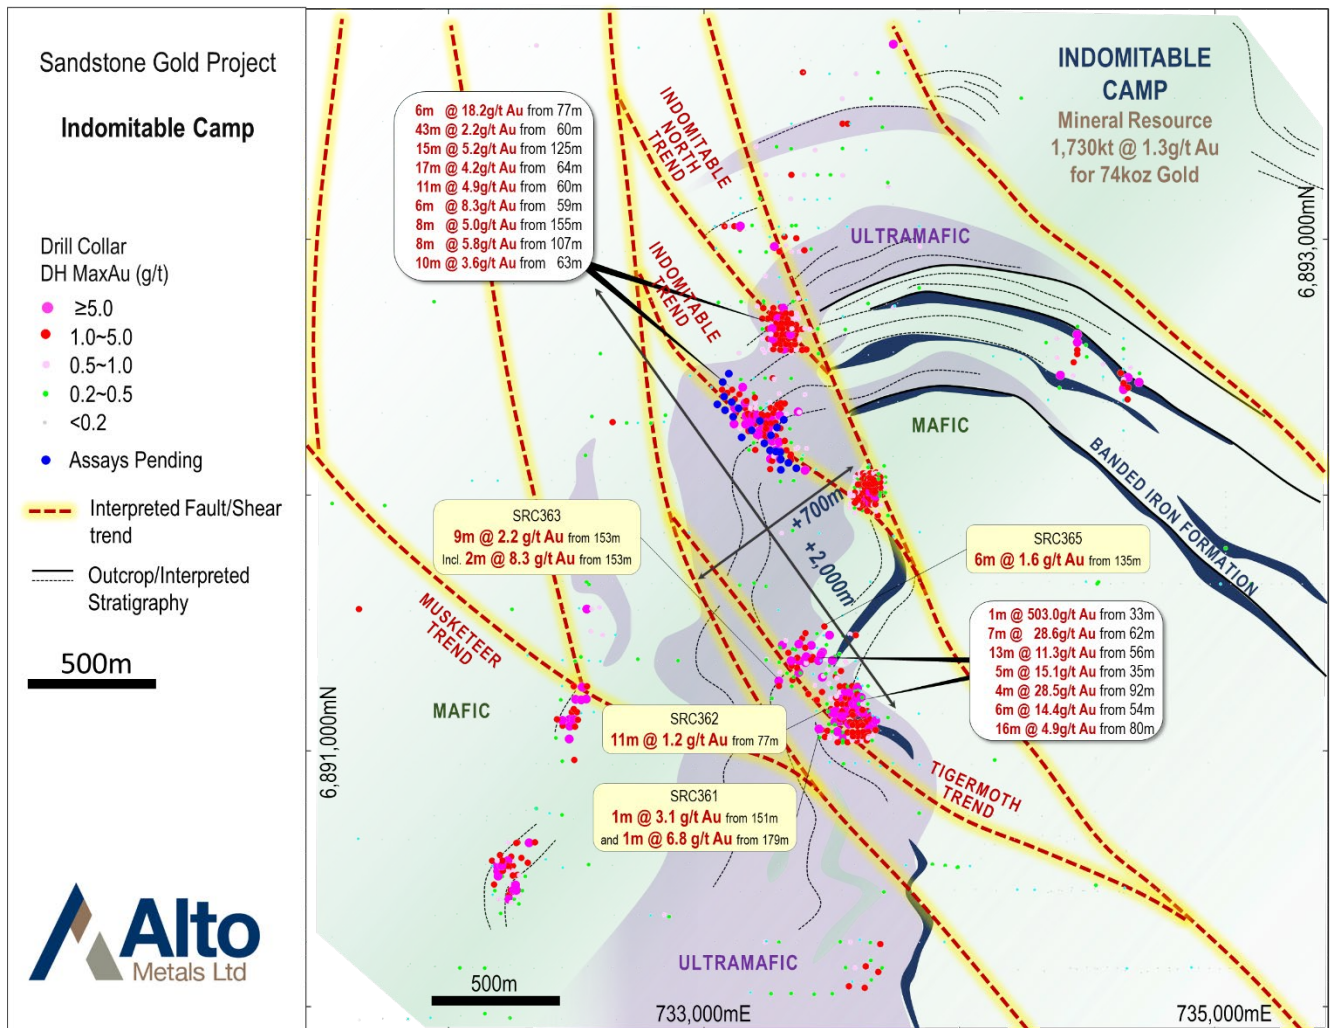 Sandstone Gold Project
Indomitable Camp
Drill Collar
DH MaxAu (g/t)
≥5.0
1.0~5.0
0.5~1.0
0.2~0.5
<0.2
Assays Pending
Interpreted Fault/Shear
trend
Outcrop/Interpreted
Stratigraphy
500m
Alto
Metals Ltd
INDOMITABLE
CAMP
Mineral Resource
1,730kt @ 1.3g/t Au
for 74koz Gold
6m @ 18.2g/t Au from 77m
43m @ 2.2g/t Au from 60m
15m @ 5.2g/t Au from 125m
17m @ 4.2g/t Au from 64m
11m @ 4.9g/t Au from 60m
6m @ 8.3g/t Au from 59m
8m @ 5.0g/t Au from 155m
8m @ 5.8g/t Au from 107m
10m @ 3.6g/t Au from 63m
INDOMITABLE
NORTH
TREND
INDOMITABLE
TREND
ULTRAMAFIC
6,893,000mN
MAFIC
BANDED IRON FORMATION
+700m
+2,000m
SRC363
9m @ 2.2 g/t Au from 153m
Incl. 2m @ 8.3 g/t Au from 153m
SRC365
6m @ 1.6 g/t Au from 135m
1m @ 503.0g/t Au from 33m
7m @ 28.6g/t Au from 62m
13m @ 11.3g/t Au from 56m
5m @ 15.1g/t Au from 35m
4m @ 28.5g/t Au from 92m
6m @ 14.4g/t Au from 54m
16m @ 4.9g/t Au from 80m
MUSKETEER
TREND
MAFIC
6,891,000mN
SRC362
11m @ 1.2 g/t Au from 77m
SRC361
1m @ 3.1 g/t Au from 151m
and 1m @ 6.8 g/t Au from 179m
TIGERMOTH
TREND
ULTRAMAFIC
500m
733,000mE
735,000mE